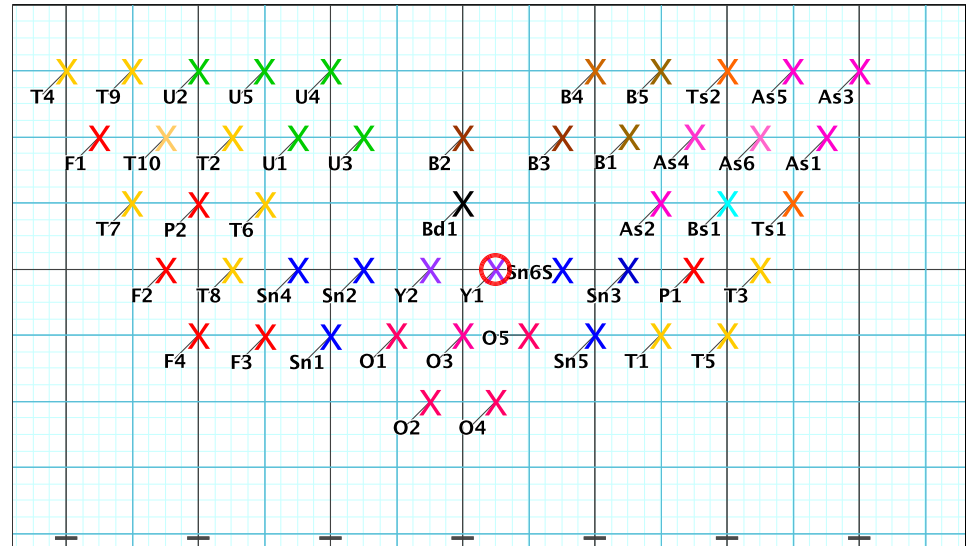 T4 T9 U2 U5 U4 B4 B5 Ts2 As5 As3
F1 T10 T2 U1 U3 B2 B3 B1 As4 As6 As1
T7 P2 T6 Bd1 As2 Bs1 Ts1
F2 T8 Sn4 Sn2 Y2 Y1 Sn6S Sn3 P1 T3
F4 F3 Sn1 O1 O3 O5 Sn5 T1 T5
O2 O4